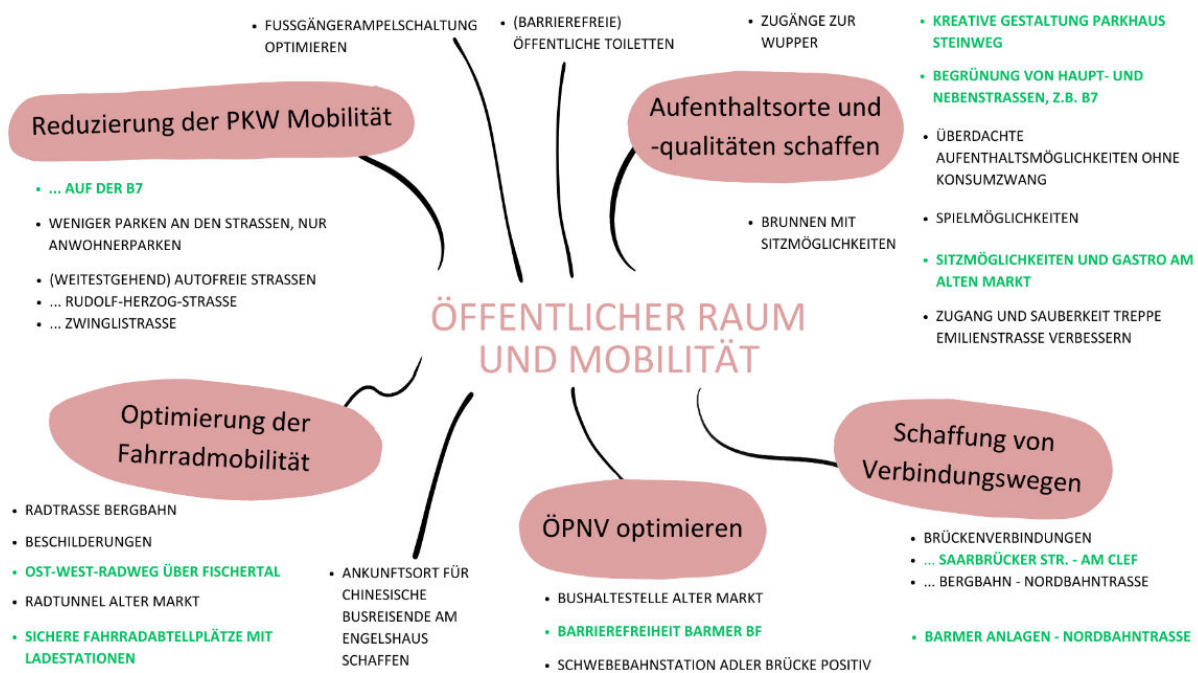 • FUSSGÄNGERAMPELSCHALTUNG
OPTIMIEREN
• (BARRIEREFREIE)
ÖFFENTLICHE TOILETTEN
Reduzierung der PKW Mobilität
• ... AUF DER B7
• WENIGER PARKEN AN DEN STRASSEN, NUR
ANWOHNERPARKEN
• (WEITESTGEHEND) AUTOFREIE STRASSEN
• ... RUDOLF-HERZOG-STRASSE
• ... ZWINGLISTRASSE
Aufenthaltsorte und
-qualitäten schaffen
• ZUGÄNGE ZUR
WUPPER
• BRUNNEN MIT
SITZMÖGLICHKEITEN
• KREATIVE GESTALTUNG PARKHAUS
STEINWEG
• BEGRÜNUNG VON HAUPT- UND
NEBENSTRASSEN, Z.B. B7
• ÜBERDACHTE
AUFENTHALTSMÖGLICHKEITEN OHNE
KONSUMZWANG
• SPIELMÖGLICHKEITEN
• SITZMÖGLICHKEITEN UND GASTRO AM
ALTEN MARKT
• ZUGANG UND SAUBERKEIT TREPPE
EMILIENSTRASSE VERBESSERN
ÖFFENTLICHER RAUM
UND MOBILITÄT
Optimierung der
Fahrradmobilität
• RADTRASSE BERGBAHN
• BESCHILDERUNGEN
• OST-WEST-RADWEG ÜBER FISCHERTAL
• RADTUNNEL ALTER MARKT
• SICHERE FAHRRADABTELLPLÄTZE MIT
LADESTATIONEN
• ANKUNFTSORT FÜR
CHINESISCHE
BUSREISENDE AM
ENGELSHAUS
SCHAFFEN
ÖPNV optimieren
• BUSHALTESTELLE ALTER MARKT
• BARRIEREFREIHEIT BARMER BF
• SCHWEBEBAHNSTATION ADLER BRÜCKE POSITIV
Schaffung von
Verbindungswegen
• BRÜCKENVERBINDUNGEN
• ... SAARBRÜCKER STR. - AM CLEF
• ... BERGBAHN - NORDBAHNTRASSE
• BARMER ANLAGEN - NORDBAHNTRASSE